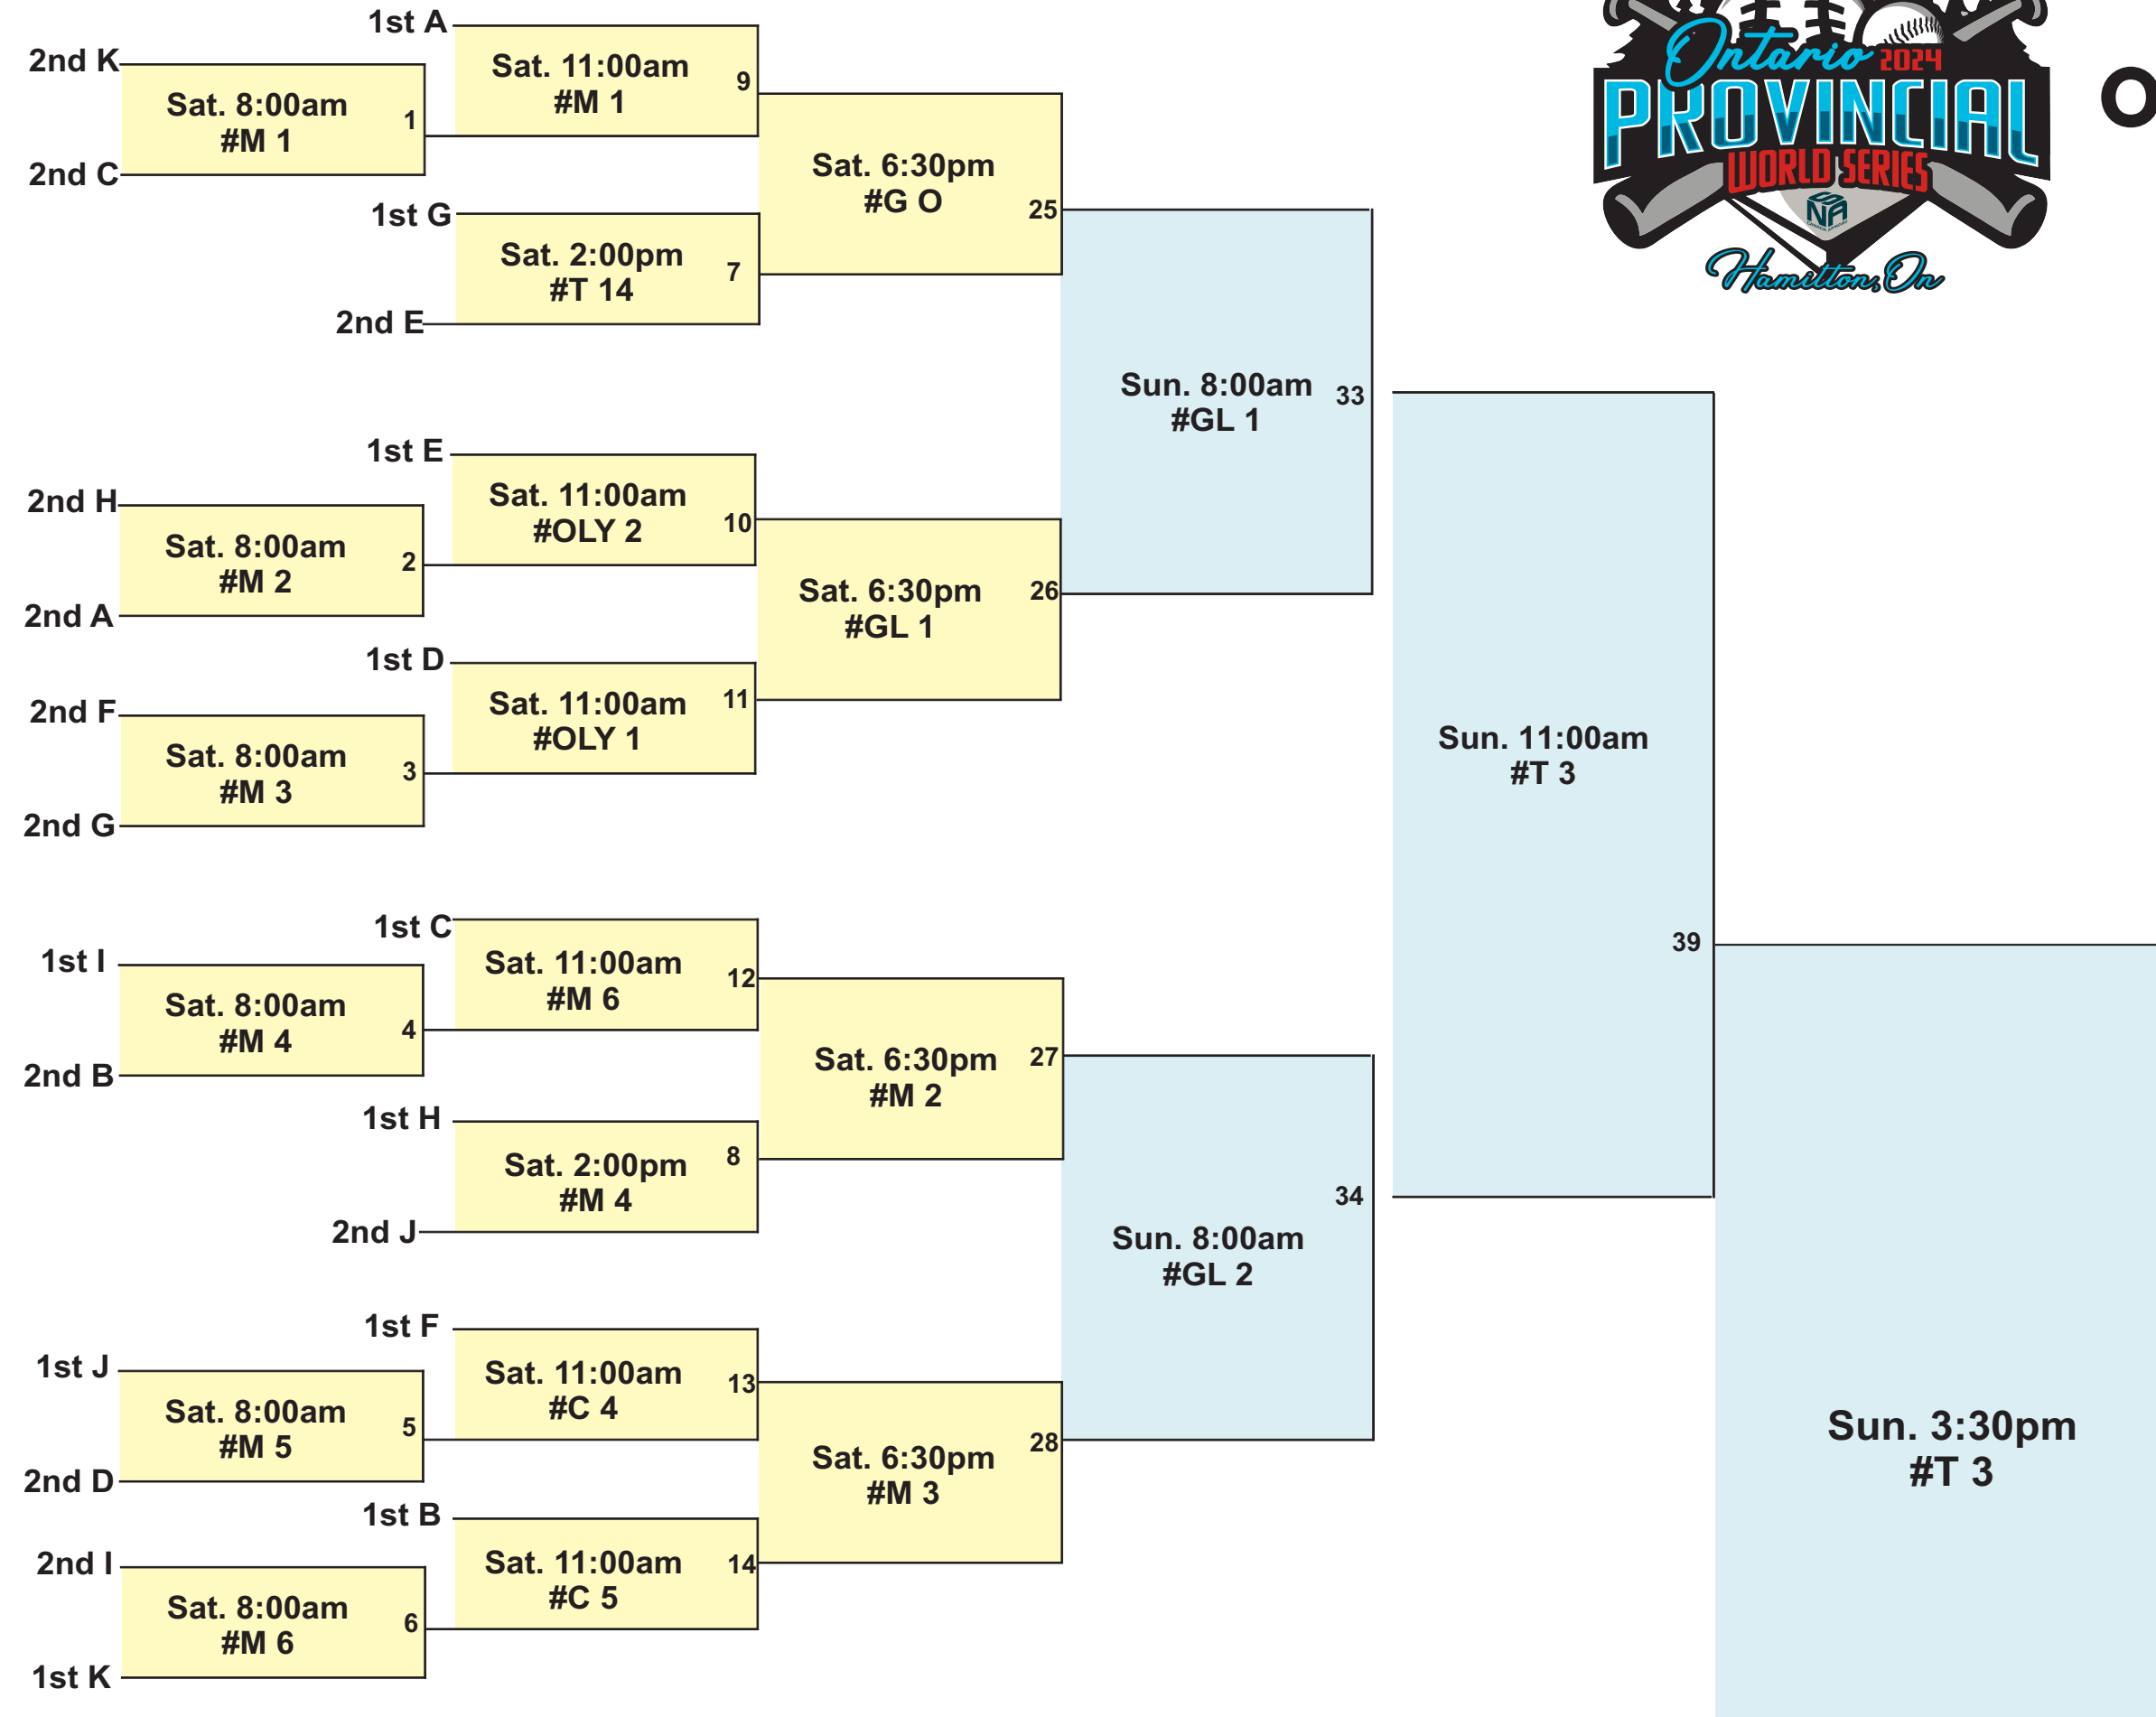 1st A
2nd K
Sat. 8:00am
#M 1
1
2nd C
Sat. 11:00am
#M 1
9
1st G
Sat. 2:00pm
#T 14
7
2nd E
Sat. 6:30pm
#G O
25
1st E
2nd H
Sat. 8:00am
#M 2
2
2nd A
Sat. 11:00am
#OLY 2
10
1st D
2nd F
Sat. 8:00am
#M 3
3
2nd G
Sat. 11:00am
#OLY 1
11
Sat. 6:30pm
#GL 1
26
Sun. 8:00am
#GL 1
33
1st C
1st I
Sat. 8:00am
#M 4
4
2nd B
Sat. 11:00am
#M 6
12
1st H
Sat. 2:00pm
#M 4
8
2nd J
Sat. 6:30pm
#M 2
27
1st F
1st J
Sat. 8:00am
#M 5
5
2nd D
Sat. 11:00am
#C 4
13
1st B
2nd I
Sat. 8:00am
#M 6
6
1st K
Sat. 11:00am
#C 5
14
Sat. 6:30pm
#M 3
28
Sun. 8:00am
#GL 2
34
Sun. 11:00am
#T 3
39
Sun. 3:30pm
#T 3
Ontario 2024
PROVINCIAL
WORLD SERIES
Hamilton, On
O